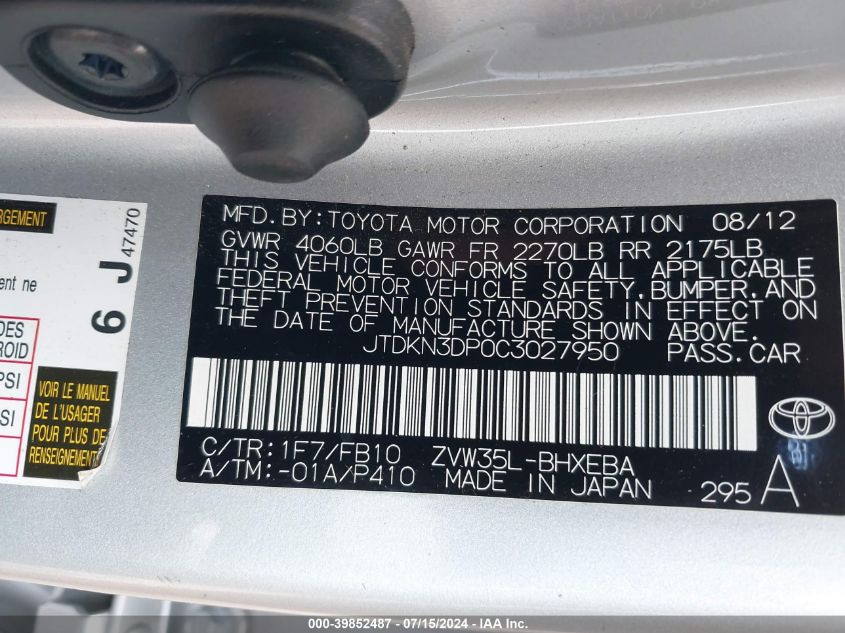 MFD. BY: TOYOTA MOTOR CORPORATION 08/12
GVWR 4060LB GAWR FR 2270LB RR 2175LB
THIS VEHICLE CONFORMS TO ALL APPLICABLE
FEDERAL MOTOR VEHICLE SAFETY, BUMPER, AND
THEFT PREVENTION STANDARDS IN EFFECT ON
THE DATE OF MANUFACTURE SHOWN ABOVE.
JTDKN3DP0C3027950 PASS. CAR
C/TR: 1F7/FB10 ZVW35L-BHXEBA
A/TM: -01A/P410 MADE IN JAPAN 295 A
B1
RGEMENT
ent ne
6 J 47470
DES
ROID
PSI
SI
VOIR LE MANUEL
DE L'USAGER
POUR PLUS DE
RENSEIGNEMENT
000-39852487 - 07/15/2024 - IAA Inc.